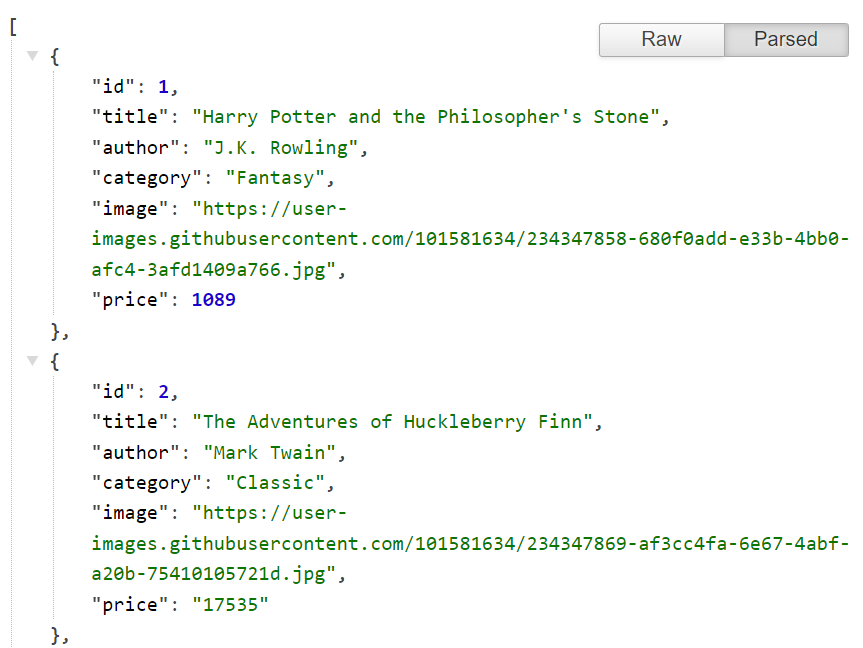 [
Raw Parsed
{
"id": 1,
"title": "Harry Potter and the Philosopher's Stone",
"author": "J.K. Rowling",
"category": "Fantasy",
"image": "https://user-
images.githubusercontent.com/101581634/234347858-680f0add-e33b-4bb0-
afc4-3afd1409a766.jpg",
"price": 1089
},
{
"id": 2,
"title": "The Adventures of Huckleberry Finn",
"author": "Mark Twain",
"category": "Classic",
"image": "https://user-
images.githubusercontent.com/101581634/234347869-af3cc4fa-6e67-4abf-
a20b-75410105721d.jpg",
"price": "17535"
},